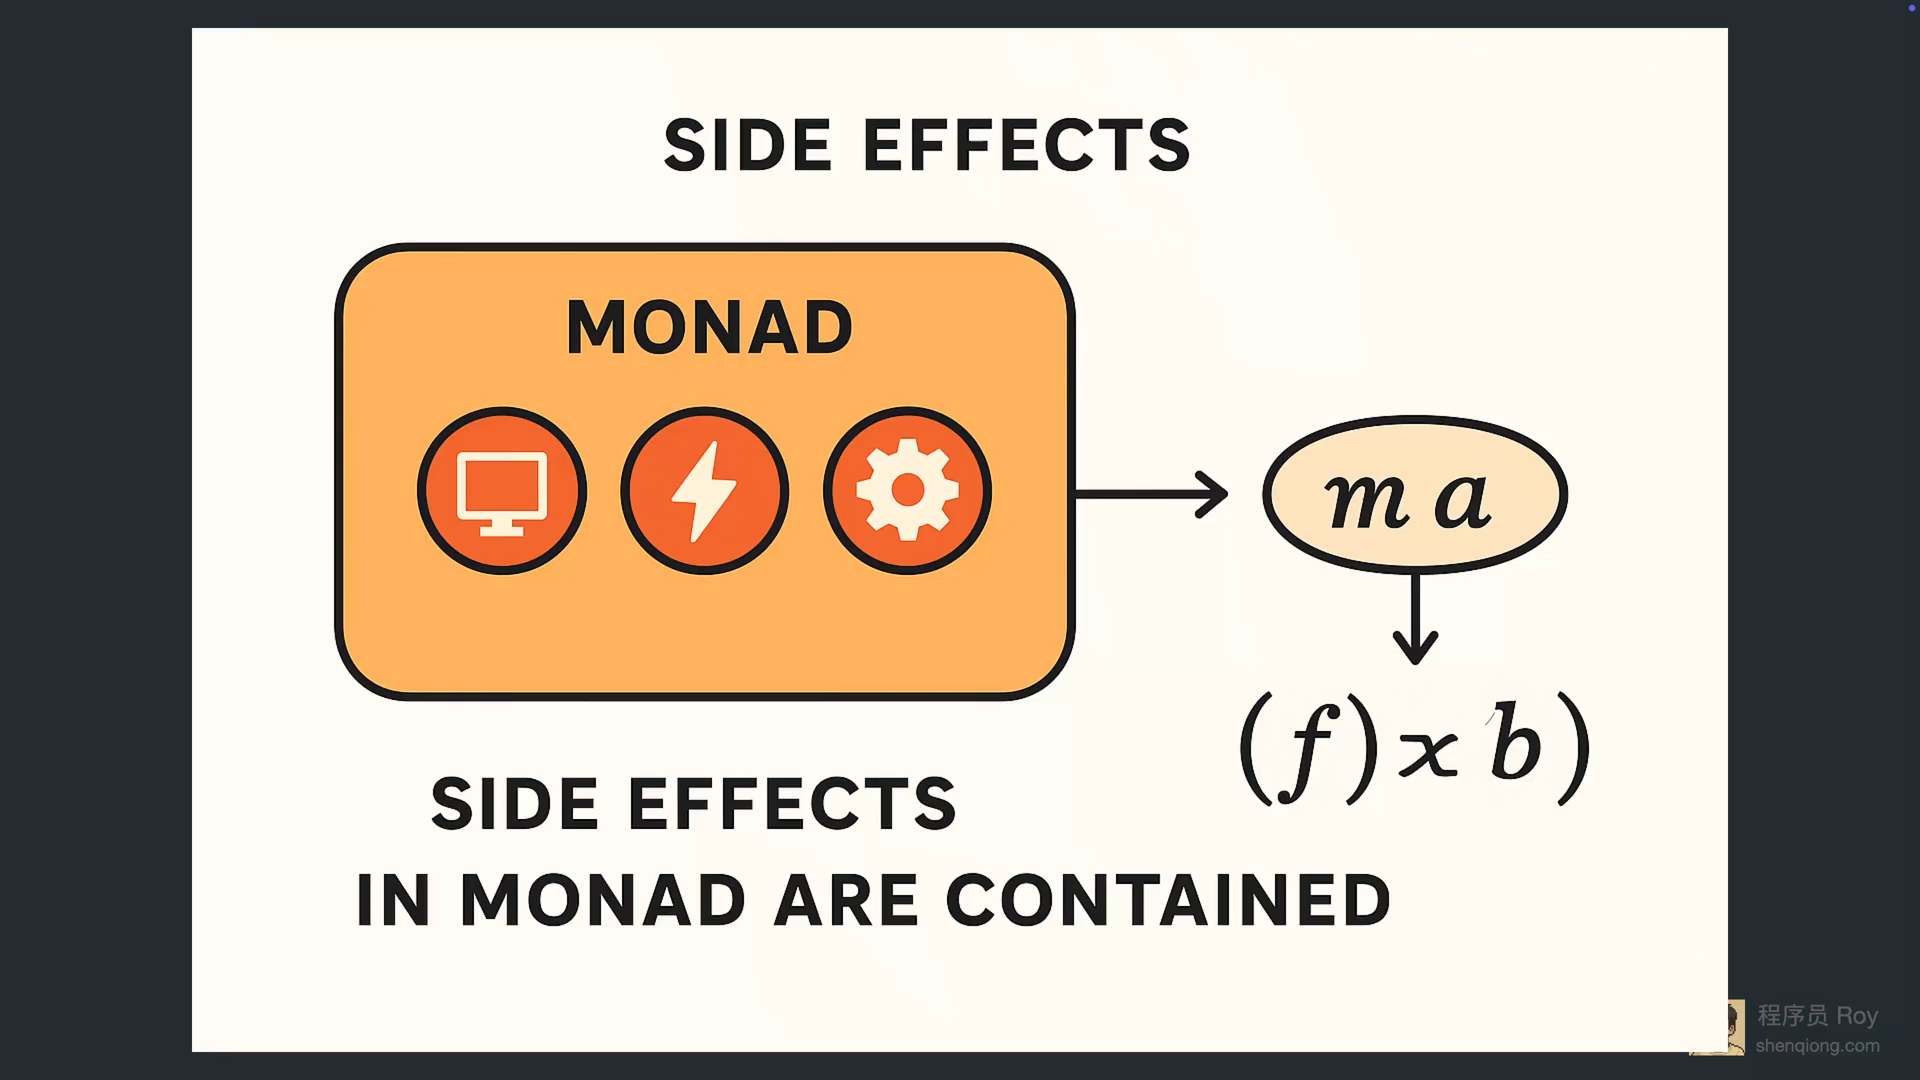 SIDE EFFECTS
MONAD
m a
(f) x b)
SIDE EFFECTS
IN MONAD ARE CONTAINED
程序员 Roy
shenqiong.com